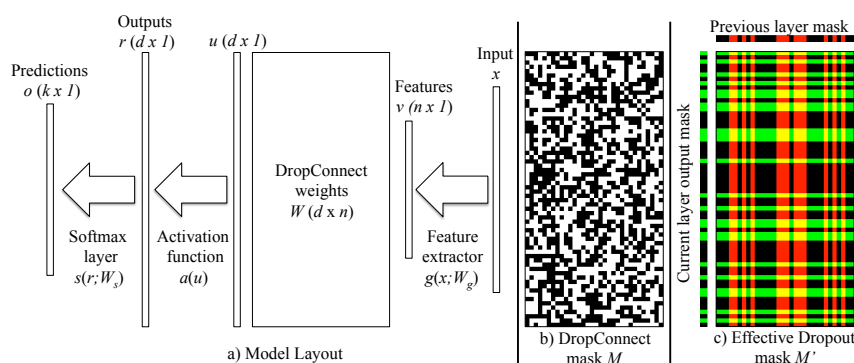 Outputs
r (d x 1)
u (d x 1)
Predictions
o (k x 1)
Features
v (n x 1)
Input
x
DropConnect
weights
W (d x n)
Softmax
layer
s(r;Ws)
Activation
function
a(u)
Feature
extractor
g(x;Wg)
a) Model Layout
b) DropConnect
mask M
Previous layer mask
Current layer output mask
c) Effective Dropout
mask M'